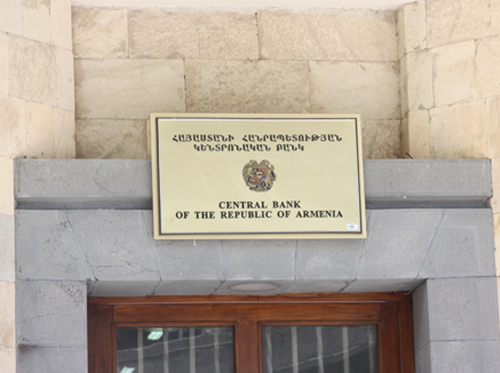 ՀԱՅԱՍՏԱՆԻ ՀԱՆՐԱՊԵՏՈՒԹՅԱՆ
ԿԵՆՏՐՈՆԱԿԱՆ ԲԱՆԿ
CENTRAL BANK
OF THE REPUBLIC OF ARMENIA